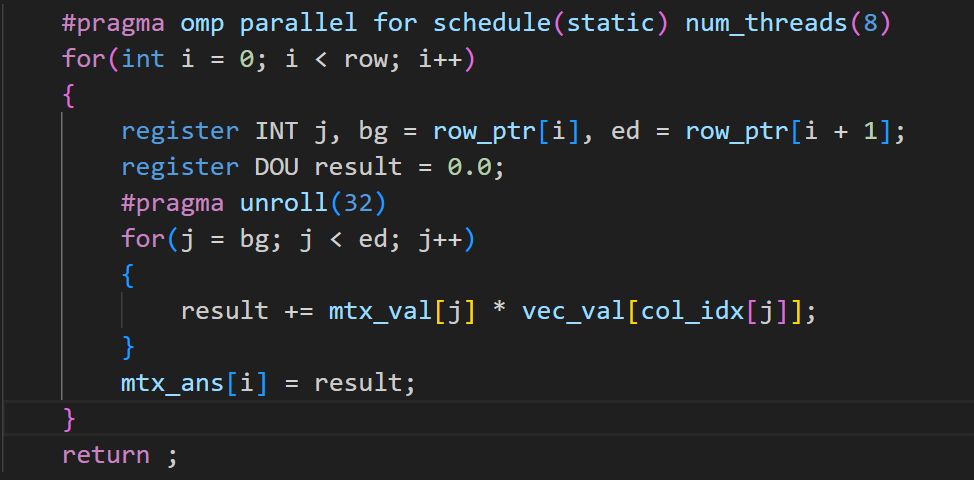 #pragma omp parallel for schedule(static) num_threads(8)
for(int i = 0; i < row; i++)
{
    register INT j, bg = row_ptr[i], ed = row_ptr[i + 1];
    register DOU result = 0.0;
    #pragma unroll(32)
    for(j = bg; j < ed; j++)
    {
        result += mtx_val[j] * vec_val[col_idx[j]];
    }
    mtx_ans[i] = result;
}
return ;